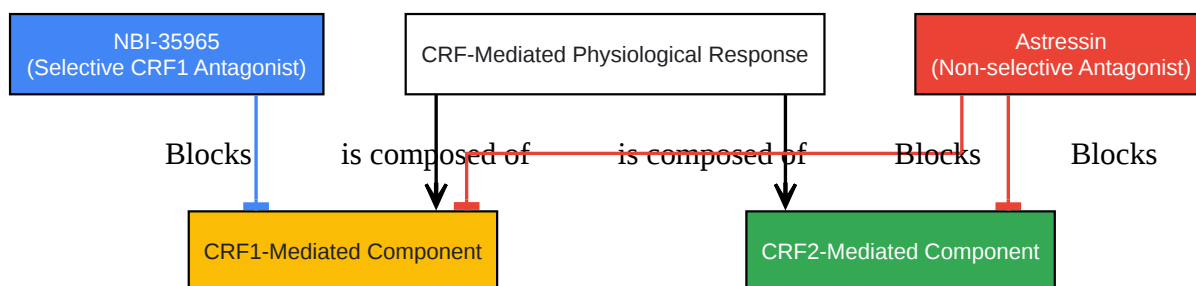 NBI-35965
(Selective CRF1 Antagonist)
CRF-Mediated Physiological Response
Astressin
(Non-selective Antagonist)
Blocks
is composed of
is composed of
Blocks
Blocks
CRF1-Mediated Component
CRF2-Mediated Component